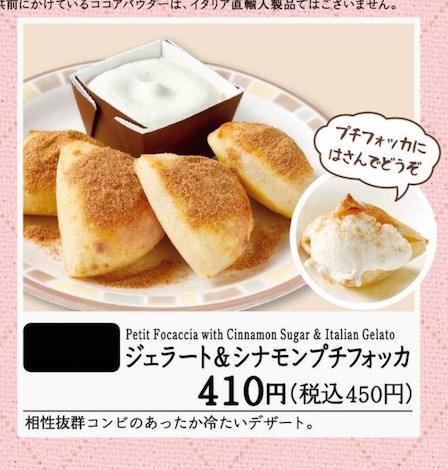 供前にかけているココアパウダーは、イタリア直輸入製品ではございません。
プチフォッカに
はさんでどうぞ
Petit Focaccia with Cinnamon Sugar & Italian Gelato
ジェラート&シナモンプチフォッカ
410円(税込450円)
相性抜群コンビのあったか冷たいデザート。